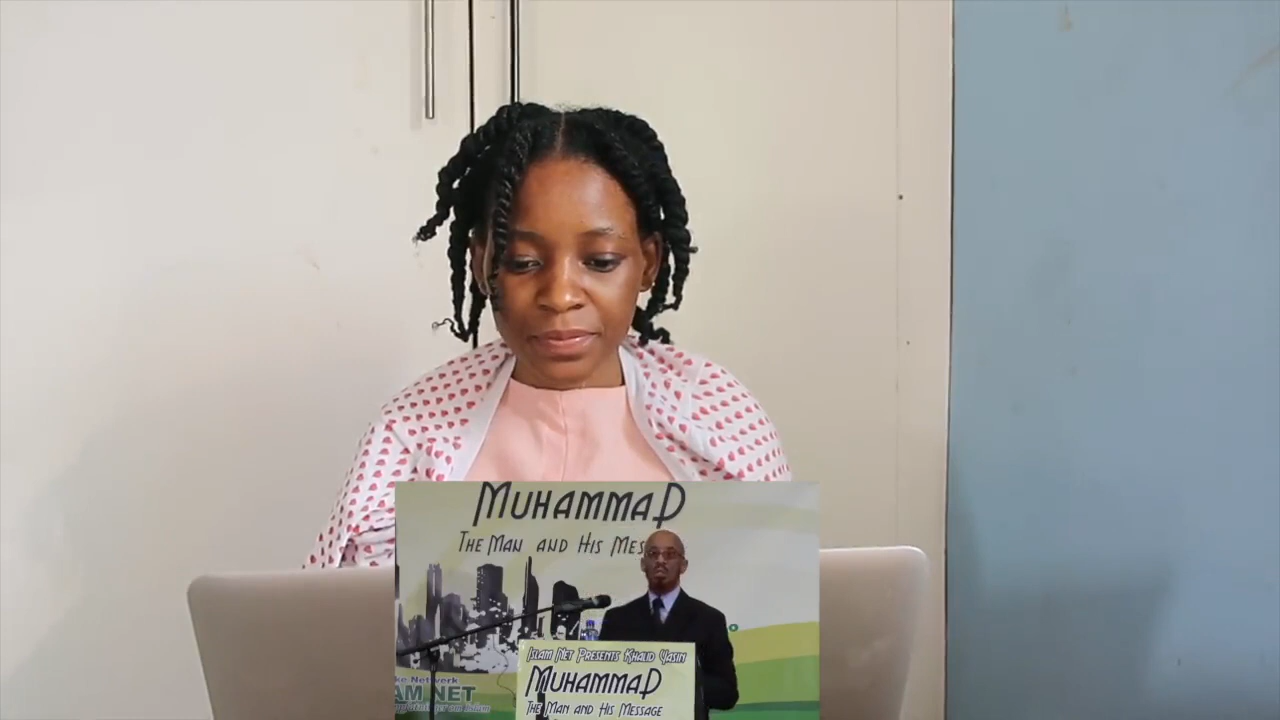 MUHAMMAD
THE MAN AND HIS MES
AM NET
ISLAM NET PRESENTS KHALID YASIN
MUHAMMAD
THE MAN AND HIS MESSAGE